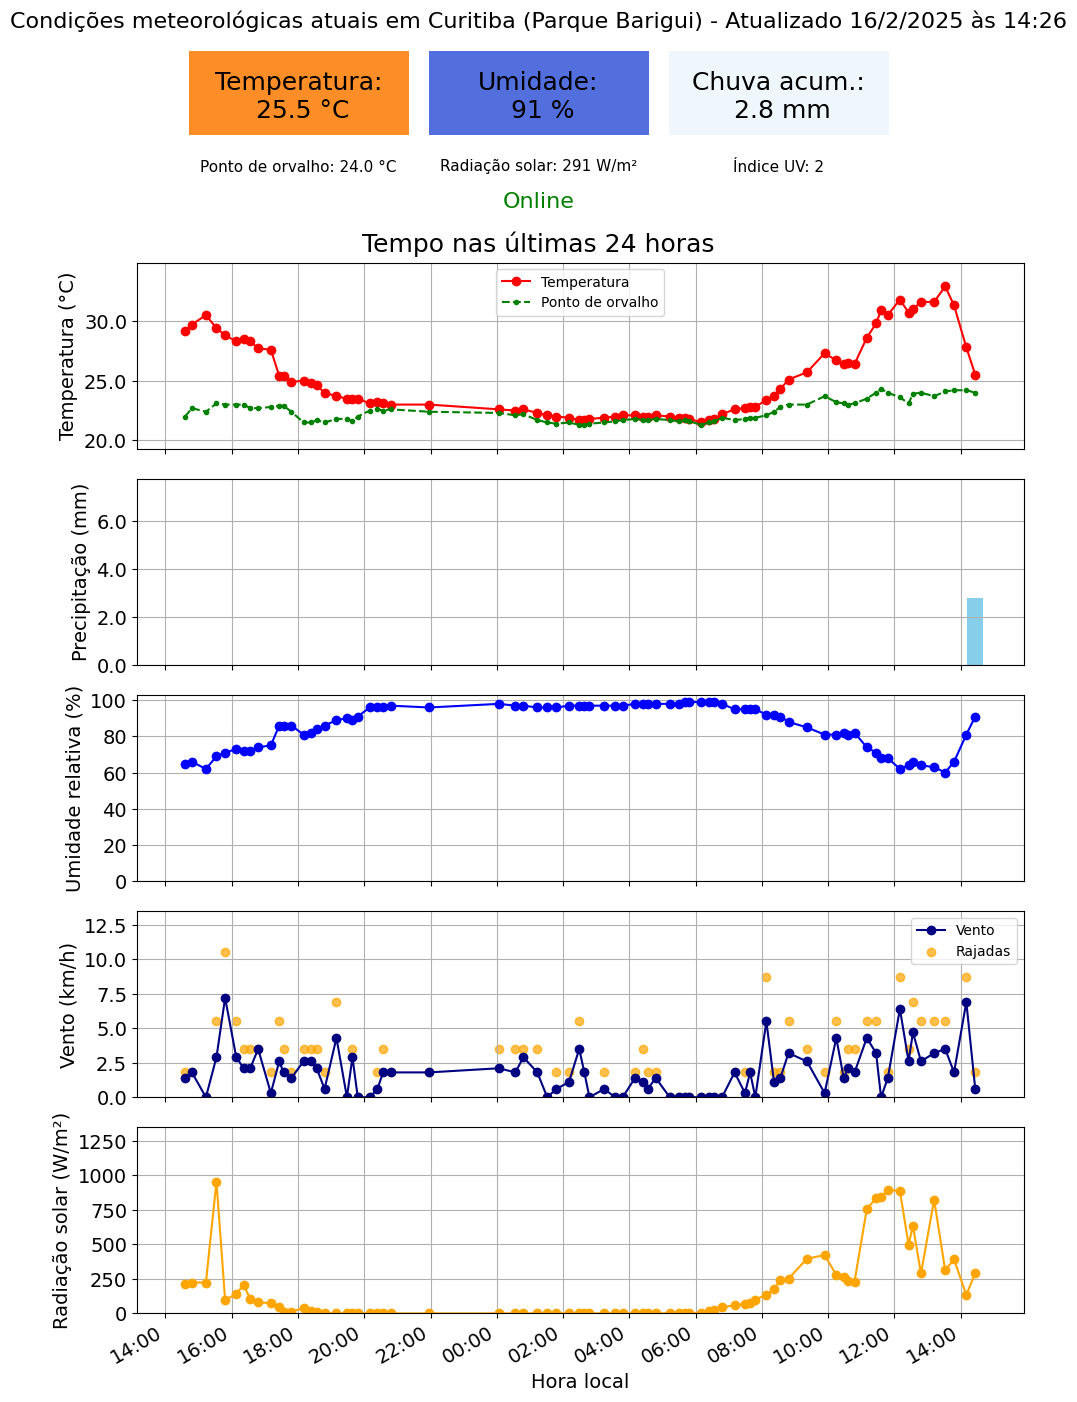 Condições meteorológicas atuais em Curitiba (Parque Barigui) - Atualizado 16/2/2025 às 14:26
Temperatura:
25.5 °C
Umidade:
91 %
Chuva acum.:
2.8 mm
Ponto de orvalho: 24.0 °C
Radiação solar: 291 W/m²
Índice UV: 2
Online
Tempo nas últimas 24 horas
Temperatura (°C)
30.0
25.0
20.0
Temperatura
Ponto de orvalho
Precipitação (mm)
6.0
4.0
2.0
0.0
Umidade relativa (%)
100
80
60
40
20
0
Vento (km/h)
12.5
10.0
7.5
5.0
2.5
0.0
Vento
Rajadas
Radiação solar (W/m²)
1250
1000
750
500
250
0
14:00
16:00
18:00
20:00
22:00
00:00
02:00
04:00
06:00
08:00
10:00
12:00
14:00
Hora local